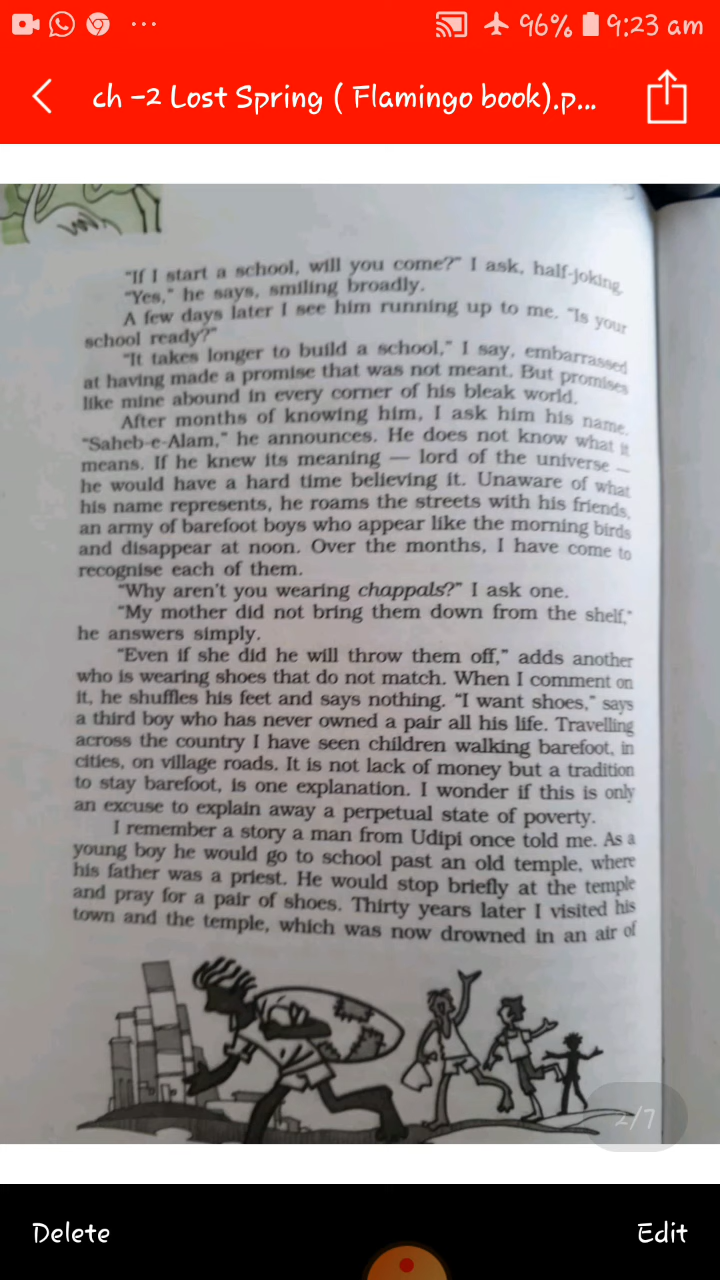 ... 96% 9:23 am
ch -2 Lost Spring ( Flamingo book).p...
"If I start a school, will you come?" I ask, half-joking.
"Yes," he says, smiling broadly.
A few days later I see him running up to me. "Is your
school ready?"
"It takes longer to build a school," I say, embarrassed
at having made a promise that was not meant. But promises
like mine abound in every corner of his bleak world.
After months of knowing him, I ask him his name.
"Saheb-e-Alam," he announces. He does not know what it
means. If he knew its meaning — lord of the universe —
he would have a hard time believing it. Unaware of what
his name represents, he roams the streets with his friends,
an army of barefoot boys who appear like the morning birds
and disappear at noon. Over the months, I have come to
recognise each of them.
"Why aren't you wearing chappals?" I ask one.
"My mother did not bring them down from the shelf,"
he answers simply.
"Even if she did he will throw them off," adds another
who is wearing shoes that do not match. When I comment on
it, he shuffles his feet and says nothing. "I want shoes," says
a third boy who has never owned a pair all his life. Travelling
across the country I have seen children walking barefoot, in
cities, on village roads. It is not lack of money but a tradition
to stay barefoot, is one explanation. I wonder if this is only
an excuse to explain away a perpetual state of poverty.
I remember a story a man from Udipi once told me. As a
young boy he would go to school past an old temple, where
his father was a priest. He would stop briefly at the temple
and pray for a pair of shoes. Thirty years later I visited his
town and the temple, which was now drowned in an air of
2/7
Delete Edit